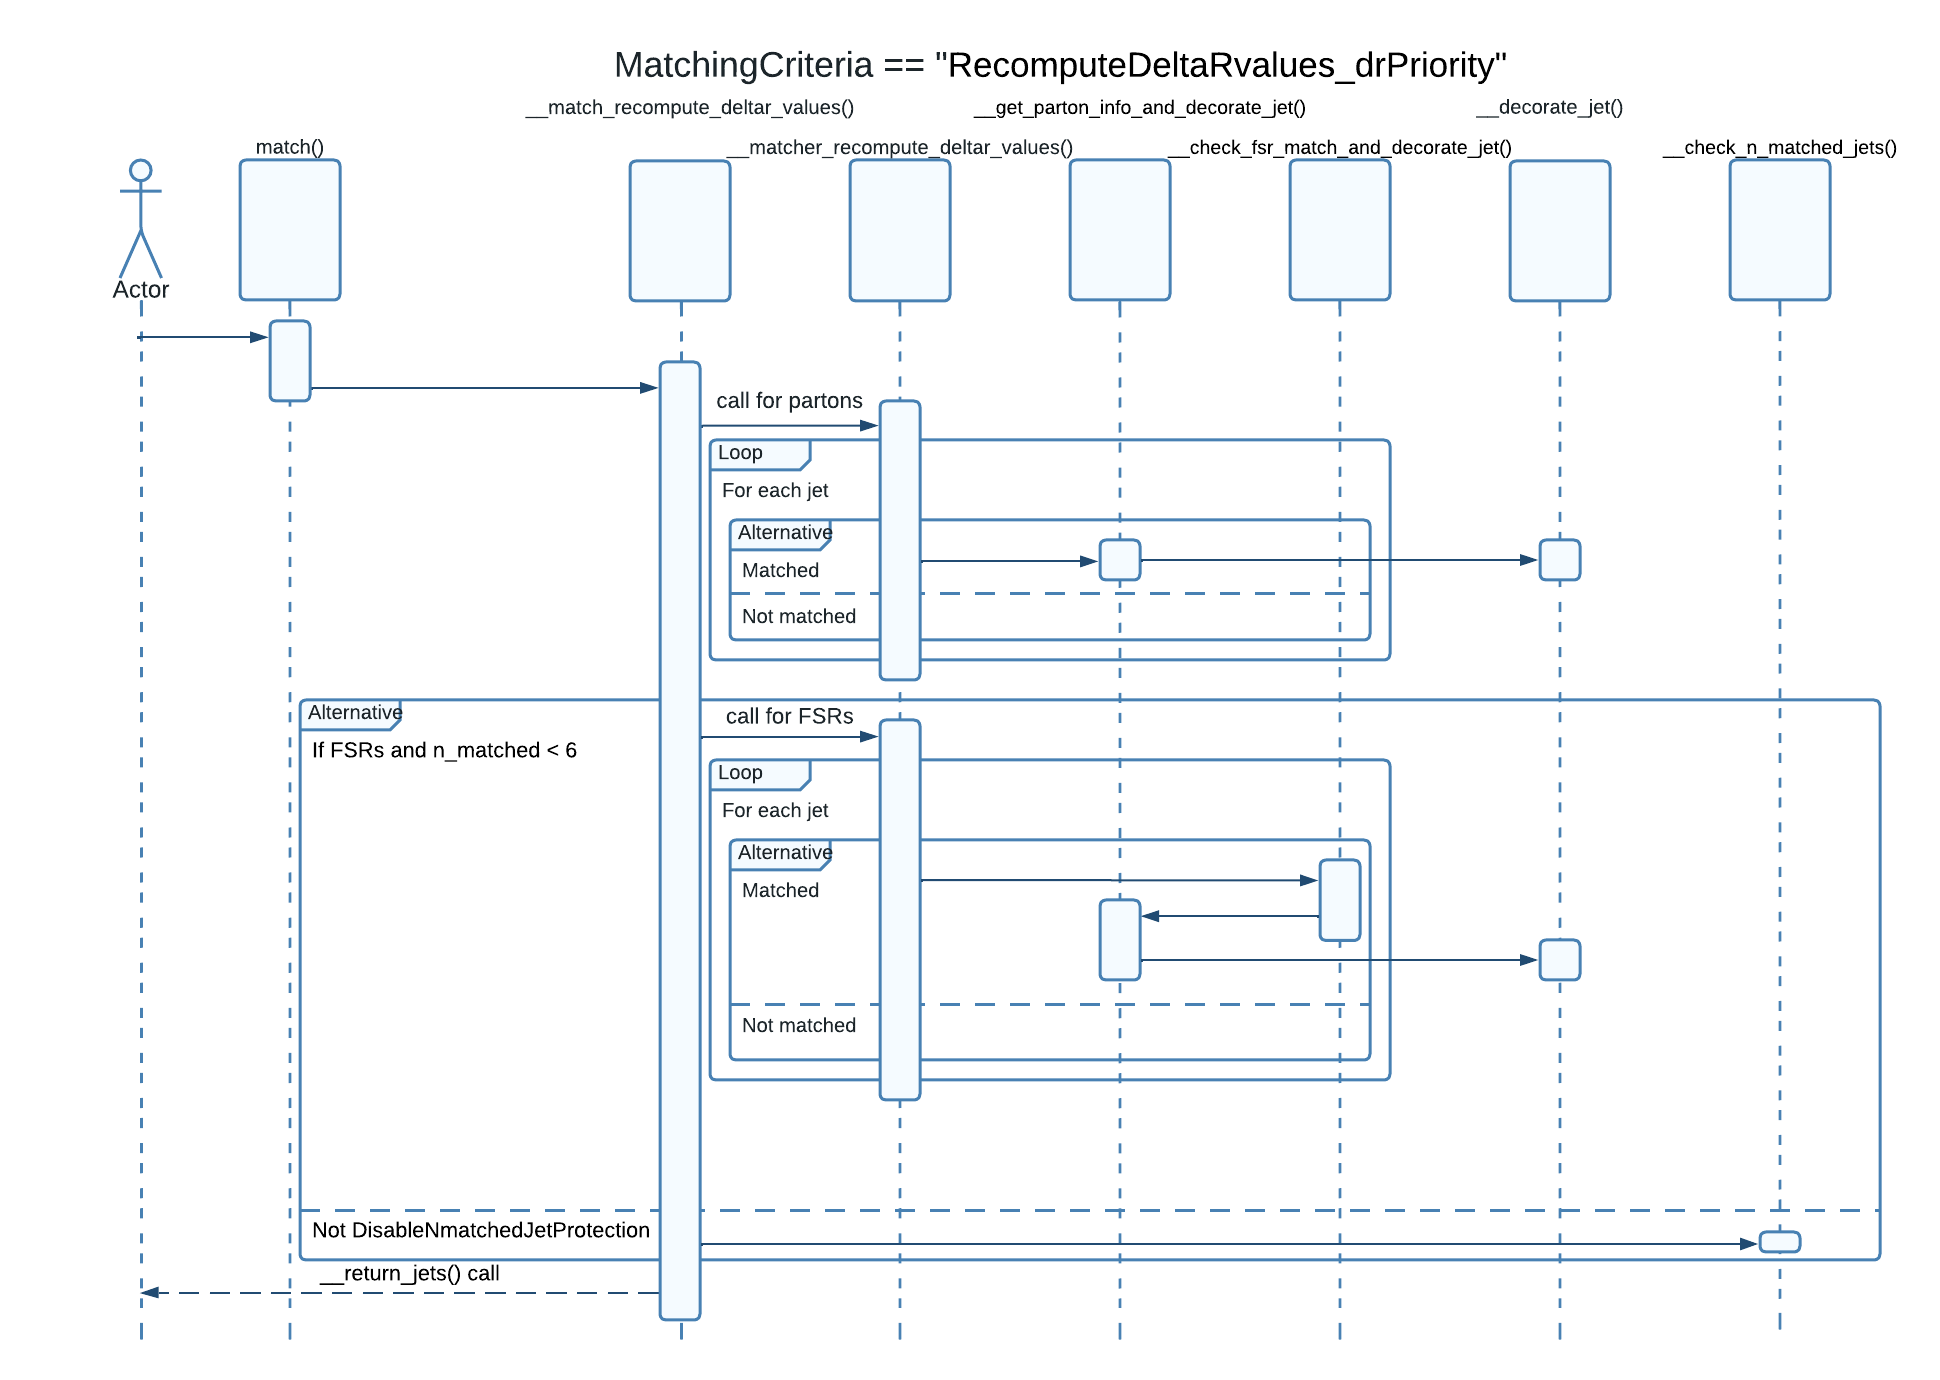 MatchingCriteria == "RecomputeDeltaRvalues_drPriority"
__match_recompute_deltar_values()
__get_parton_info_and_decorate_jet()
__decorate_jet()
match()
__matcher_recompute_deltar_values()
__check_fsr_match_and_decorate_jet()
__check_n_matched_jets()
Actor
call for partons
Loop
For each jet
Alternative
Matched
Not matched
Alternative
call for FSRs
If FSRs and n_matched < 6
Loop
For each jet
Alternative
Matched
Not matched
Not DisableNmatchedJetProtection
__return_jets() call